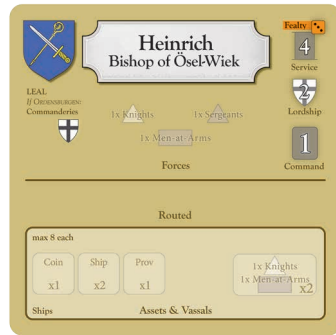 Heinrich
Bishop of Ösel-Wiek
Fealty
4
Service
2
Lordship
1
Command
LEAL
Commanderies
1x Knights
1x Sergeants
1x Men-at-Arms
Forces
Routed
max 8 each
Coin
x1
Ship
x2
Prov
x1
1x Knights
1x Men-at-Arms
x2
Ships
Assets & Vassals